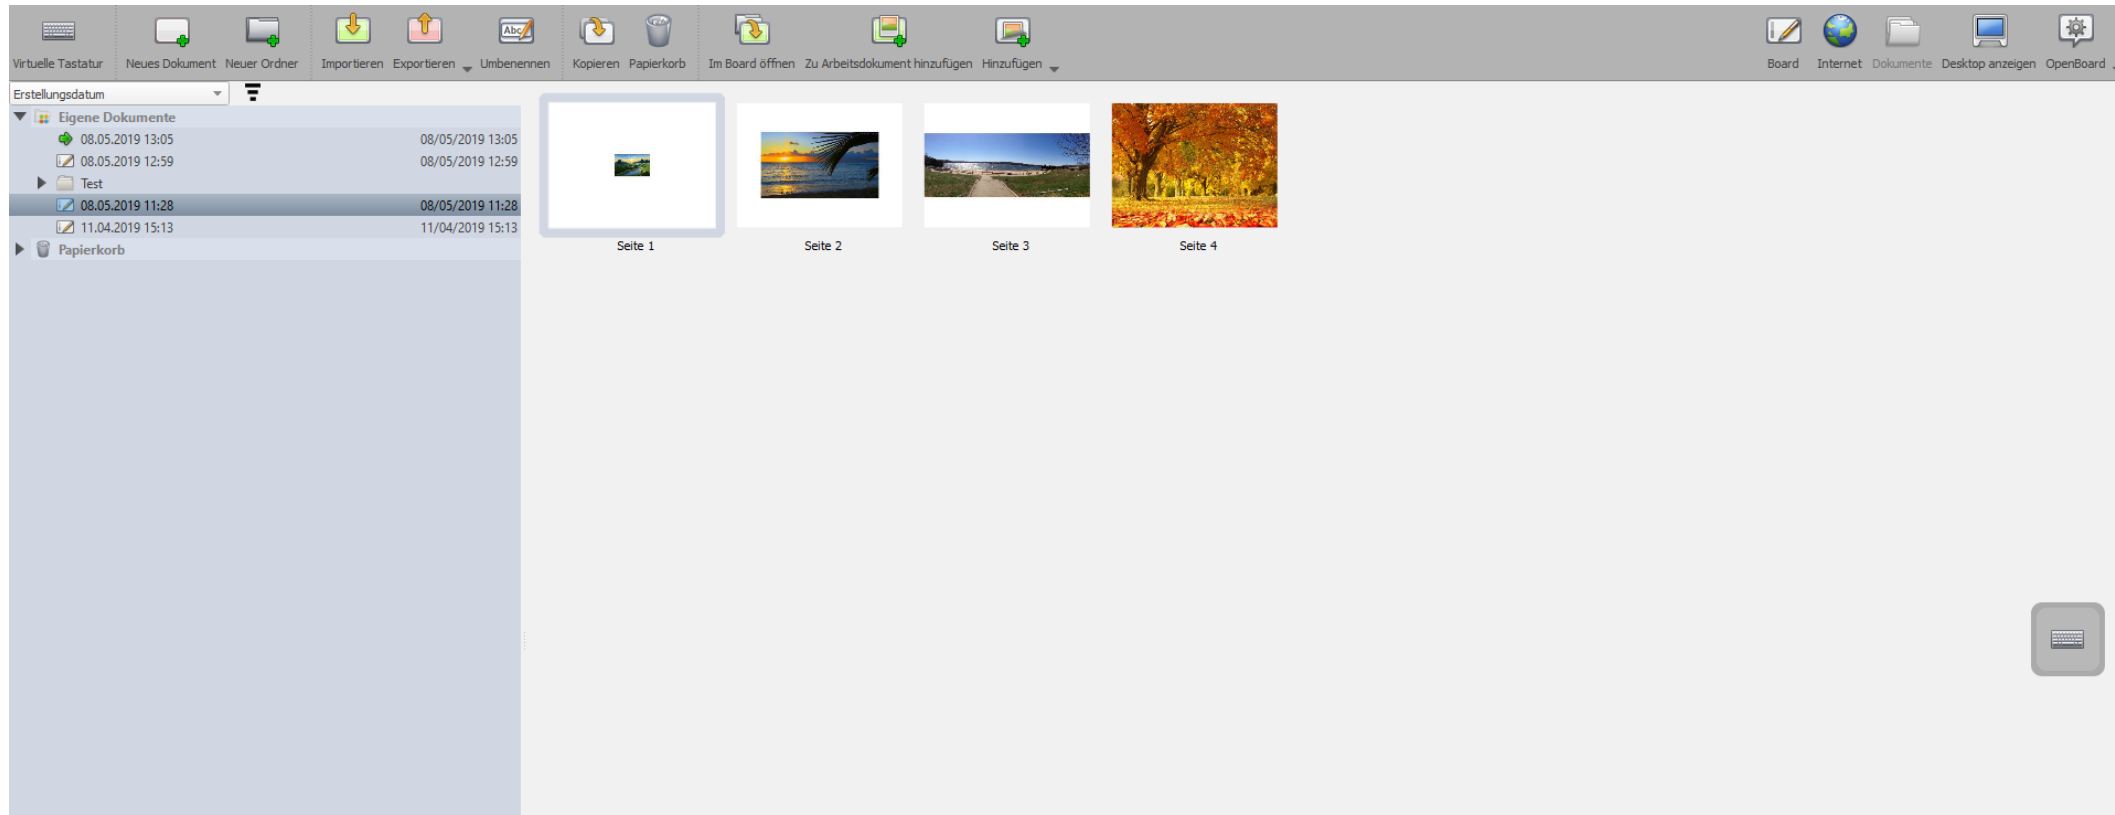 Virtuelle Tastatur Neues Dokument Neuer Ordner Importieren Exportieren Umbenennen Kopieren Papierkorb Im Board öffnen Zu Arbeitsdokument hinzufügen Hinzufügen Board Internet Dokumente Desktop anzeigen OpenBoard
Erstellungsdatum
Eigene Dokumente
08.05.2019 13:05 08/05/2019 13:05
08.05.2019 12:59 08/05/2019 12:59
Test
08.05.2019 11:28 08/05/2019 11:28
11.04.2019 15:13 11/04/2019 15:13
Papierkorb
Seite 1 Seite 2 Seite 3 Seite 4
Abc